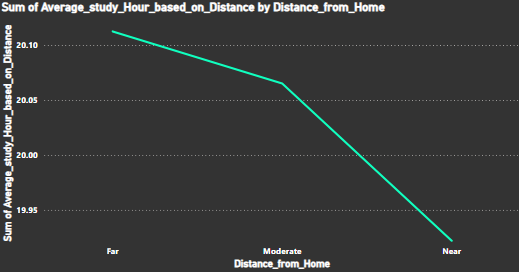 Sum of Average_study_Hour_based_on_Distance by Distance_from_Home
Sum of Average_study_Hour_based_on_Distance
20.10
20.05
20.00
19.95
Far Moderate Near
Distance_from_Home